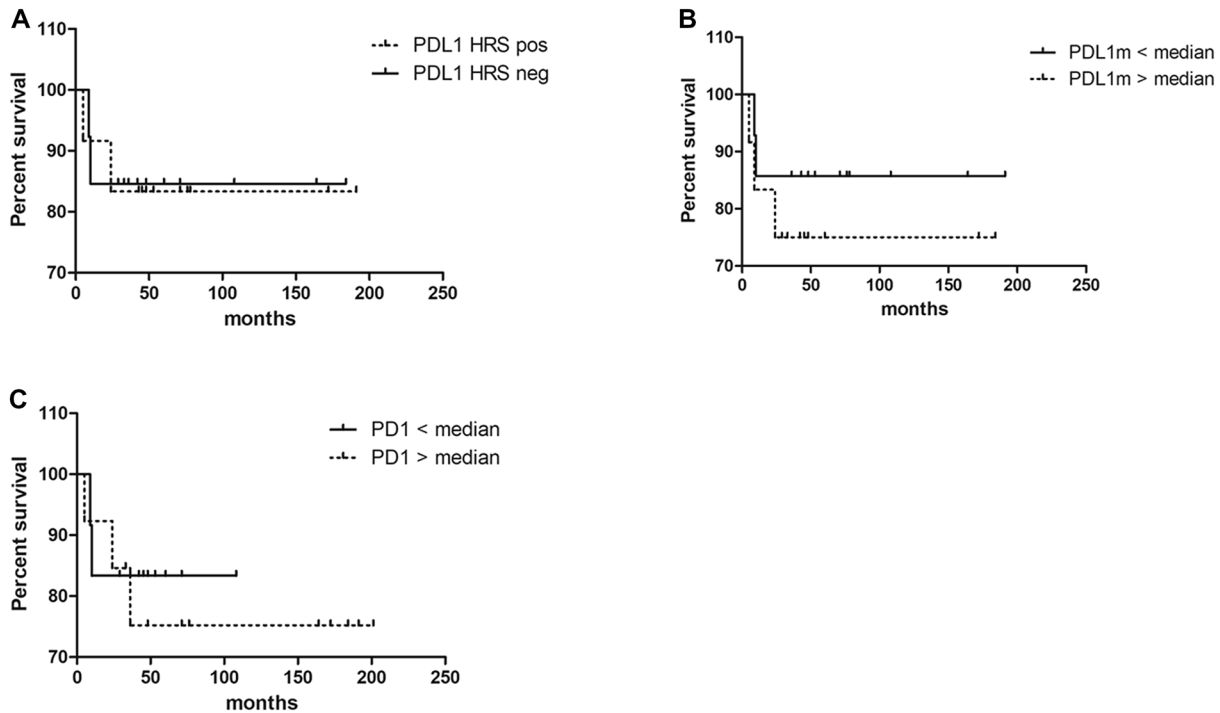 A
110
100
90
80
70
Percent survival
0 50 100 150 200 250
months
PDL1 HRS pos
PDL1 HRS neg
B
110
100
90
80
70
Percent survival
0 50 100 150 200 250
months
PDL1m < median
PDL1m > median
C
110
100
90
80
70
Percent survival
0 50 100 150 200 250
months
PD1 < median
PD1 > median